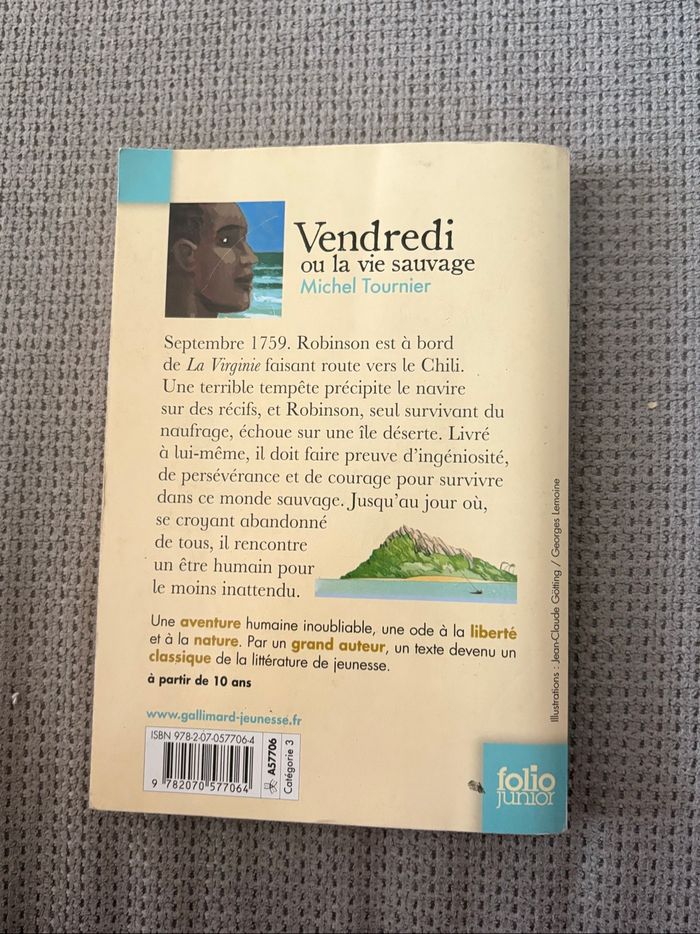 Vendredi
ou la vie sauvage
Michel Tournier
Septembre 1759. Robinson est à bord
de La Virginie faisant route vers le Chili.
Une terrible tempête précipite le navire
sur des récifs, et Robinson, seul survivant du
naufrage, échoue sur une île déserte. Livré
à lui-même, il doit faire preuve d'ingéniosité,
de persévérance et de courage pour survivre
dans ce monde sauvage. Jusqu'au jour où,
se croyant abandonné
de tous, il rencontre
un être humain pour
le moins inattendu.
Une aventure humaine inoubliable, une ode à la liberté
et à la nature. Par un grand auteur, un texte devenu un
classique de la littérature de jeunesse.
à partir de 10 ans
www.gallimard-jeunesse.fr
ISBN 978-2-07-057706-4
9 782070 577064
A57706
Catégorie 3
Illustrations : Jean-Claude Götting / Georges Lemoine
folio
junior